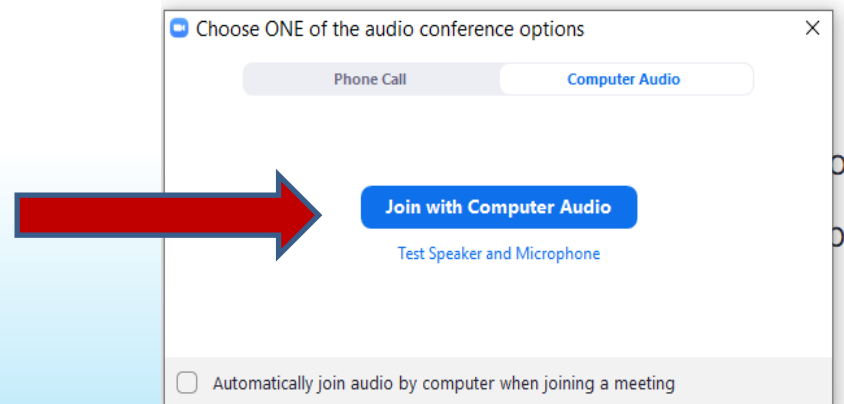 Choose ONE of the audio conference options
Phone Call
Computer Audio
Join with Computer Audio
Test Speaker and Microphone
Automatically join audio by computer when joining a meeting